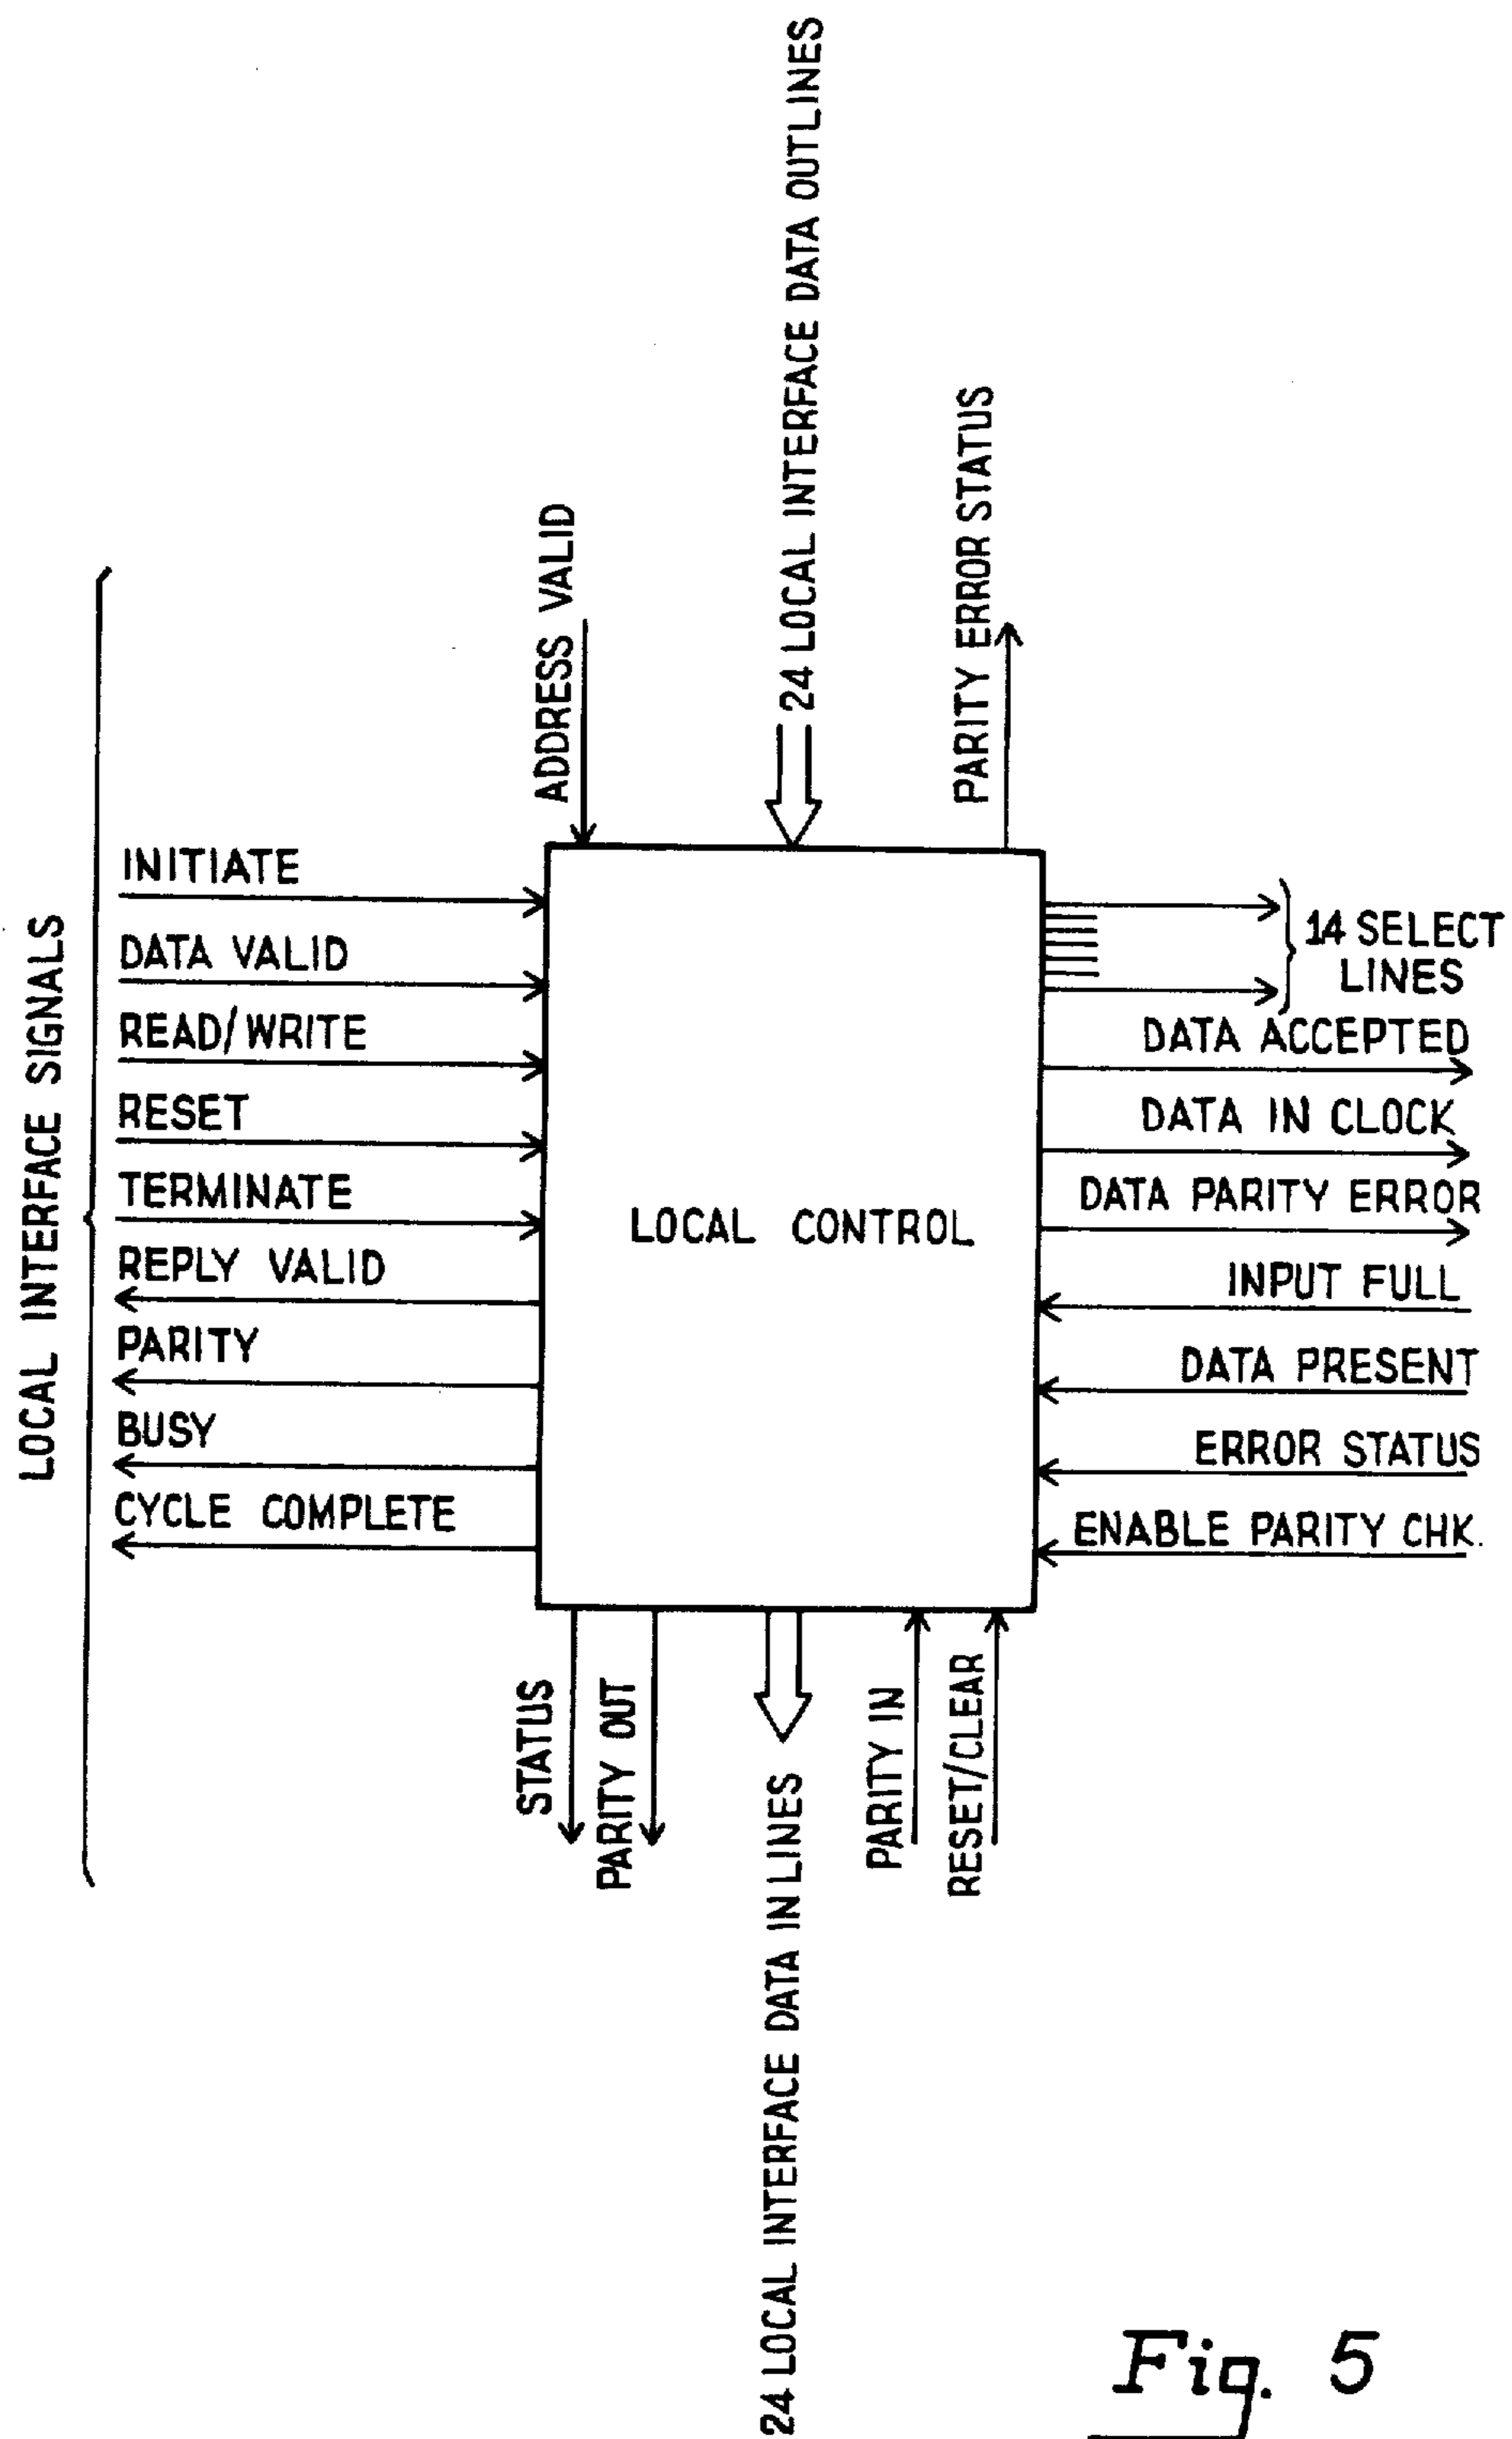 LOCAL INTERFACE SIGNALS
ADDRESS VALID
24 LOCAL INTERFACE DATA OUTLINES
PARITY ERROR STATUS
INITIATE
DATA VALID
READ/WRITE
RESET
TERMINATE
REPLY VALID
PARITY
BUSY
CYCLE COMPLETE
LOCAL CONTROL
14 SELECT
LINES
DATA ACCEPTED
DATA IN CLOCK
DATA PARITY ERROR
INPUT FULL
DATA PRESENT
ERROR STATUS
ENABLE PARITY CHK.
STATUS
PARITY OUT
24 LOCAL INTERFACE DATA IN LINES
PARITY IN
RESET/CLEAR
Fig. 5